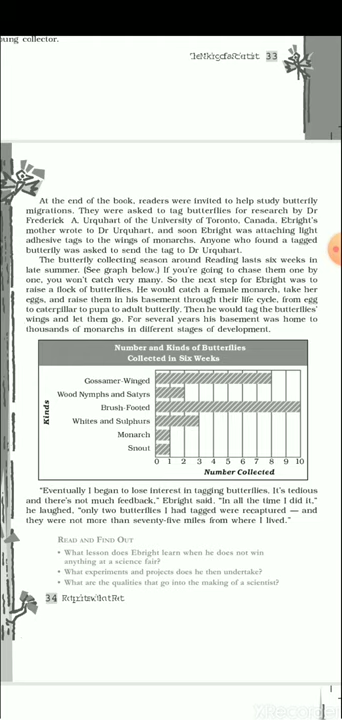 ung collector.
33
At the end of the book, readers were invited to help study butterfly
migrations. They were asked to tag butterflies for research by Dr
Frederick A. Urquhart of the University of Toronto, Canada. Ebright's
mother wrote to Dr Urquhart, and soon Ebright was attaching light
adhesive tags to the wings of monarchs. Anyone who found a tagged
butterfly was asked to send the tag to Dr Urquhart.
The butterfly collecting season around Reading lasts six weeks in
late summer. (See graph below.) If you're going to chase them one by
one, you won't catch very many. So the next step for Ebright was to
raise a flock of butterflies. He would catch a female monarch, take her
eggs, and raise them in his basement through their life cycle, from egg
to caterpillar to pupa to adult butterfly. Then he would tag the butterflies'
wings and let them go. For several years his basement was home to
thousands of monarchs in different stages of development.
Number and Kinds of Butterflies
Collected in Six Weeks
Kinds
Gossamer-Winged
Wood Nymphs and Satyrs
Brush-Footed
Whites and Sulphurs
Monarch
Snout
0 1 2 3 4 5 6 7 8 9 10
Number Collected
"Eventually I began to lose interest in tagging butterflies. It's tedious
and there's not much feedback," Ebright said. "In all the time I did it,"
he laughed, "only two butterflies I had tagged were recaptured — and
they were not more than seventy-five miles from where I lived."
READ AND FIND OUT
• What lesson does Ebright learn when he does not win
anything at a science fair?
• What experiments and projects does he then undertake?
• What are the qualities that go into the making of a scientist?
34